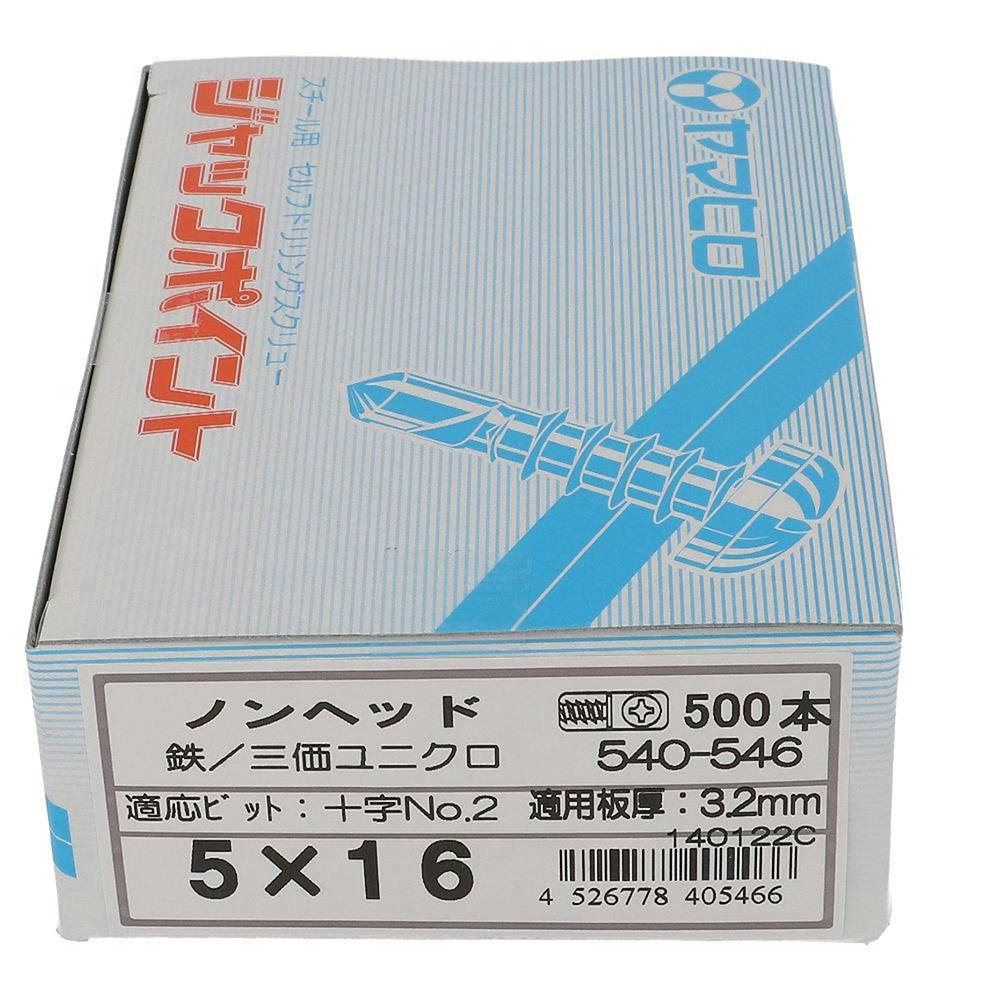 ヤマヒロ
スチール用 セルフドリリングスクリュー
ジャックポイント
ノンヘッド
500本
鉄／三価ユニクロ
540-546
適応ビット：十字No.2
適用板厚：3.2mm
140122C
5×16
4 526778 405466